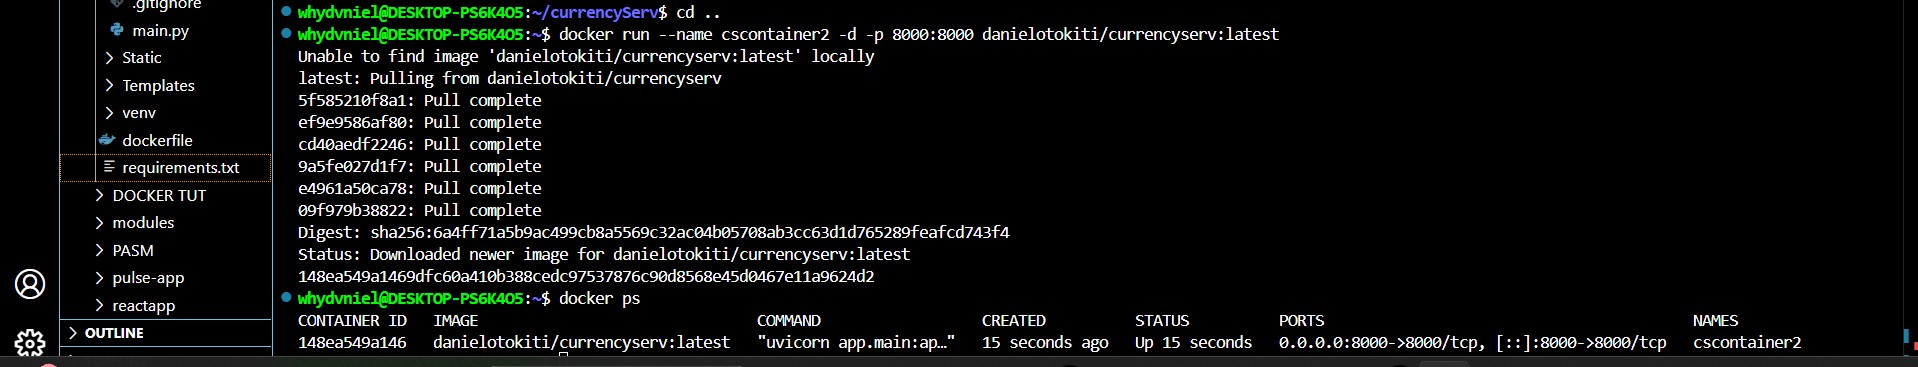 .gitignore
main.py
Static
Templates
venv
dockerfile
requirements.txt
DOCKER TUT
modules
PASM
pulse-app
reactapp
OUTLINE
whydvniel@DESKTOP-PS6K4O5:~/currencyServ$ cd ..
whydvniel@DESKTOP-PS6K4O5:~$ docker run --name cscontainer2 -d -p 8000:8000 danielotokiti/currencyserv:latest
Unable to find image 'danielotokiti/currencyserv:latest' locally
latest: Pulling from danielotokiti/currencyserv
5f585210f8a1: Pull complete
ef9e9586af80: Pull complete
cd40aedf2246: Pull complete
9a5fe027d1f7: Pull complete
e4961a50ca78: Pull complete
09f979b38822: Pull complete
Digest: sha256:6a4ff71a5b9ac499cb8a5569c32ac04b05708ab3cc63d1d765289feafcd743f4
Status: Downloaded newer image for danielotokiti/currencyserv:latest
148ea549a1469dfc60a410b388cedc97537876c90d8568e45d0467e11a9624d2
whydvniel@DESKTOP-PS6K4O5:~$ docker ps
CONTAINER ID IMAGE COMMAND CREATED STATUS PORTS NAMES
148ea549a146 danielotokiti/currencyserv:latest "uvicorn app.main:ap…" 15 seconds ago Up 15 seconds 0.0.0.0:8000->8000/tcp, [::]:8000->8000/tcp cscontainer2